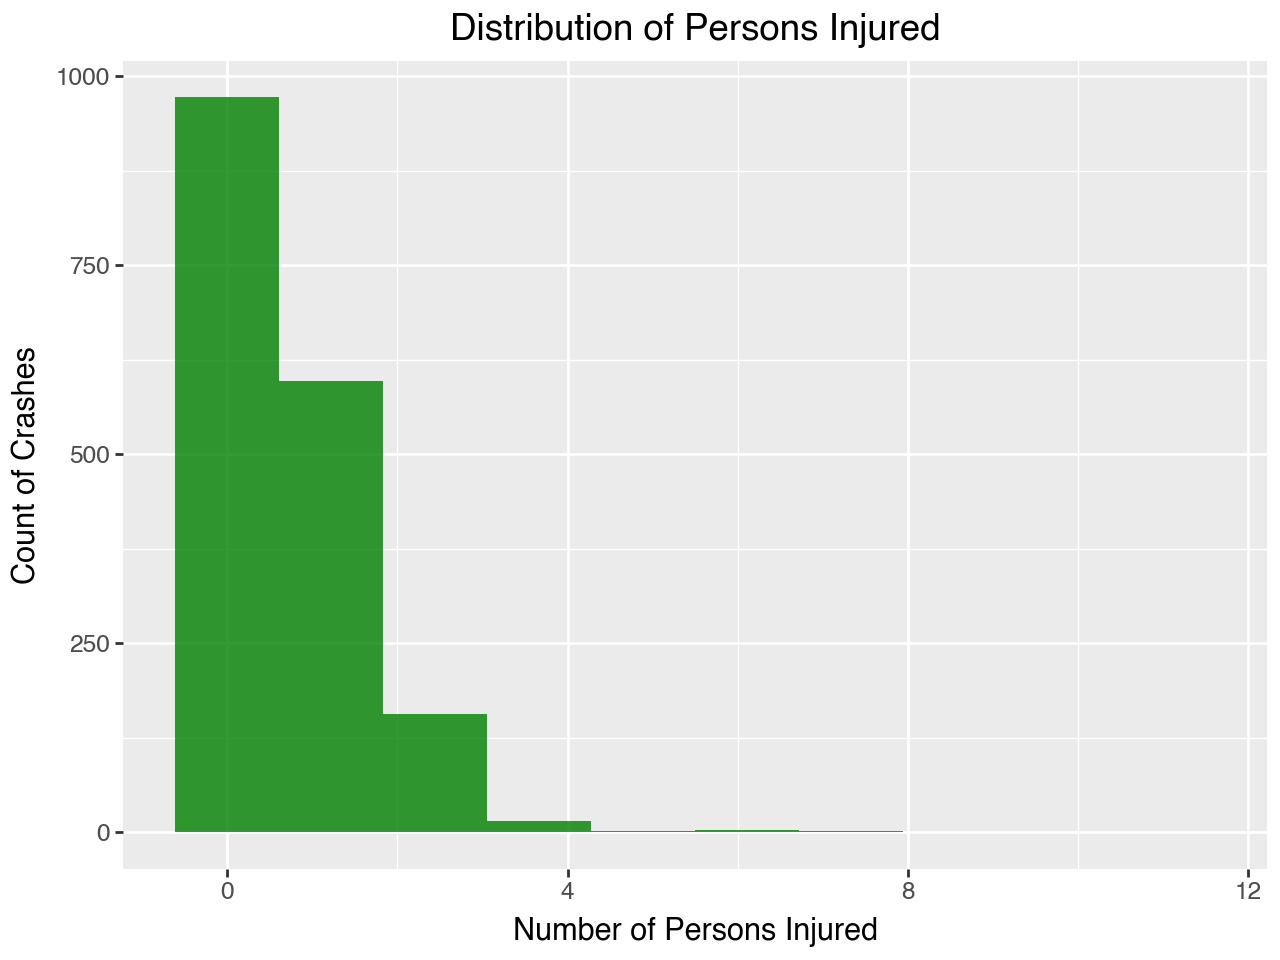 Distribution of Persons Injured
1000
750
500
250
0
Count of Crashes
0 4 8 12
Number of Persons Injured